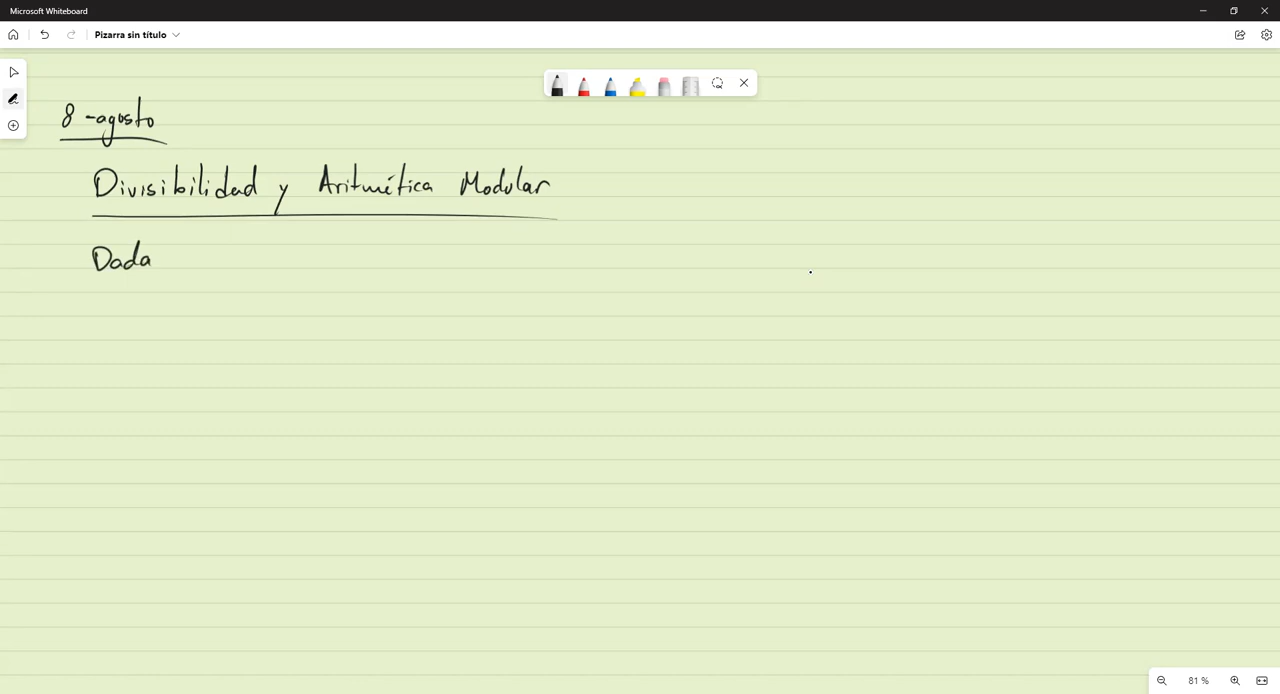 Microsoft Whiteboard
Pizarra sin título
8 -agosto
Divisibilidad y Aritmética Modular
Dada
81 %